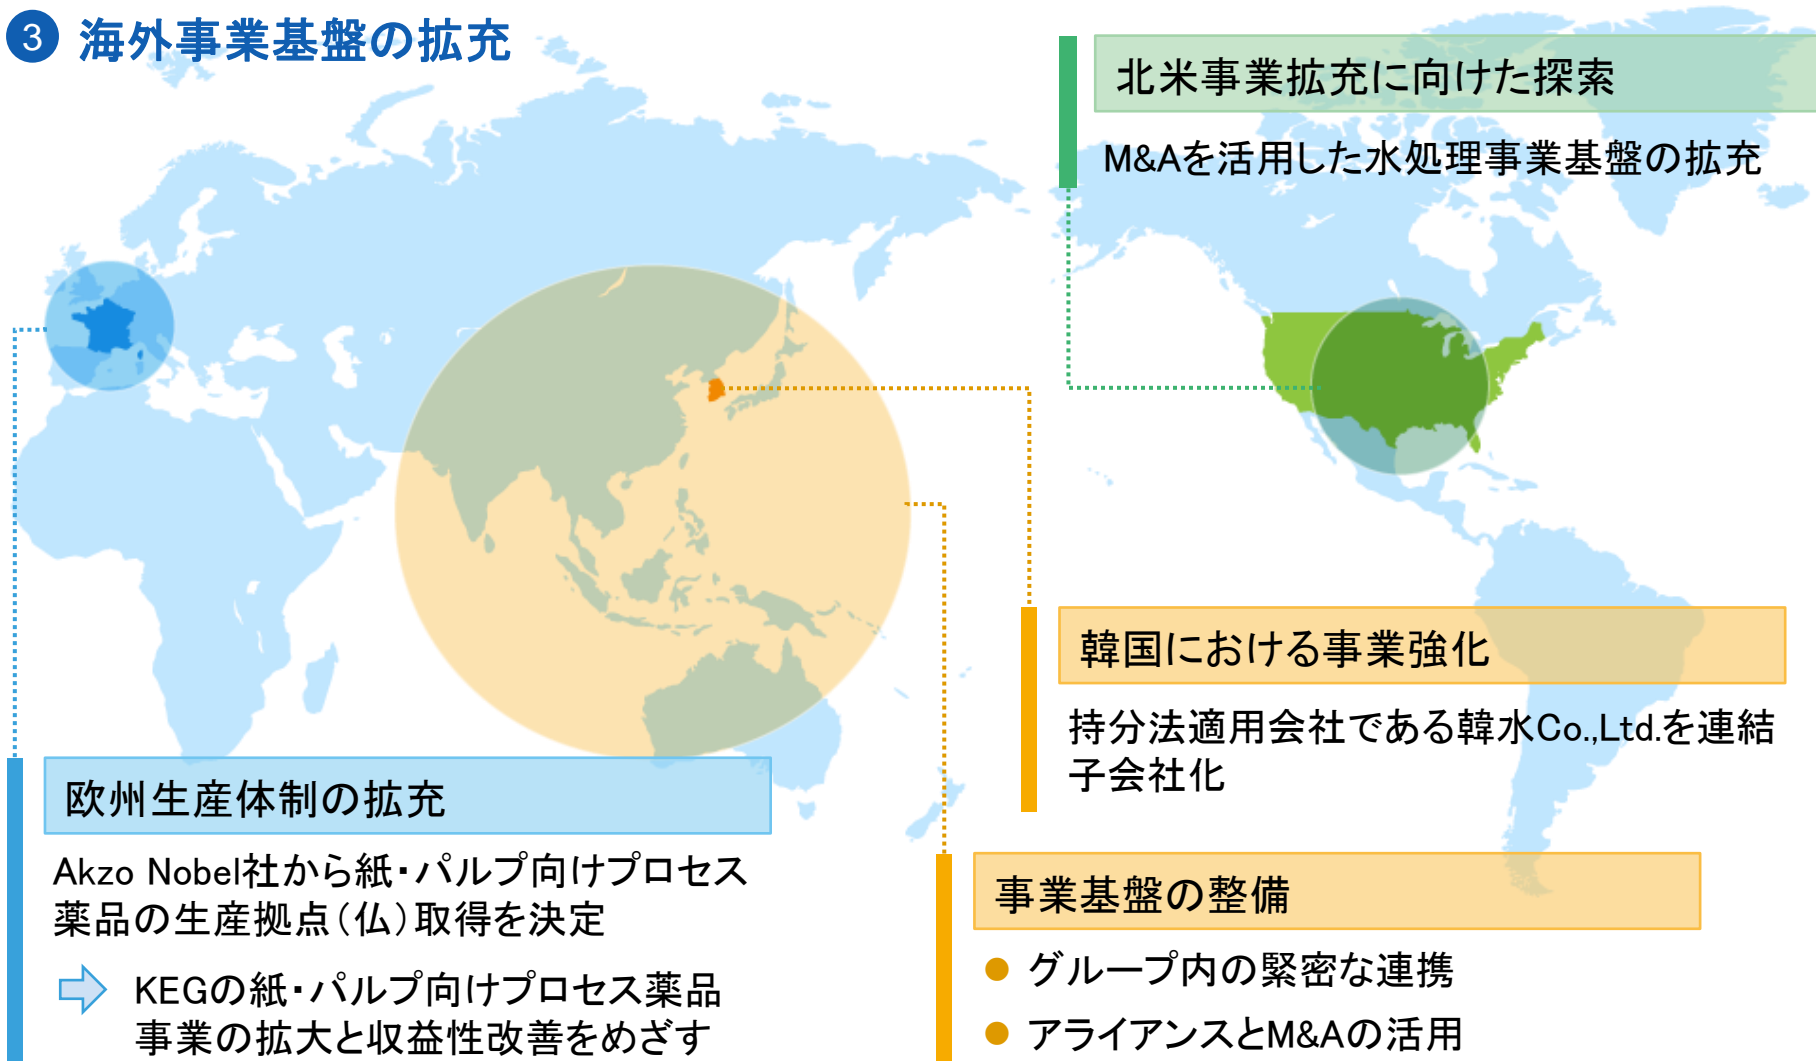 3 海外事業基盤の拡充
北米事業拡充に向けた探索
M&Aを活用した水処理事業基盤の拡充
韓国における事業強化
持分法適用会社である韓水Co.,Ltd.を連結
子会社化
欧州生産体制の拡充
Akzo Nobel社から紙・パルプ向けプロセス
薬品の生産拠点(仏)取得を決定
KEGの紙・パルプ向けプロセス薬品
事業の拡大と収益性改善をめざす
事業基盤の整備
● グループ内の緊密な連携
● アライアンスとM&Aの活用